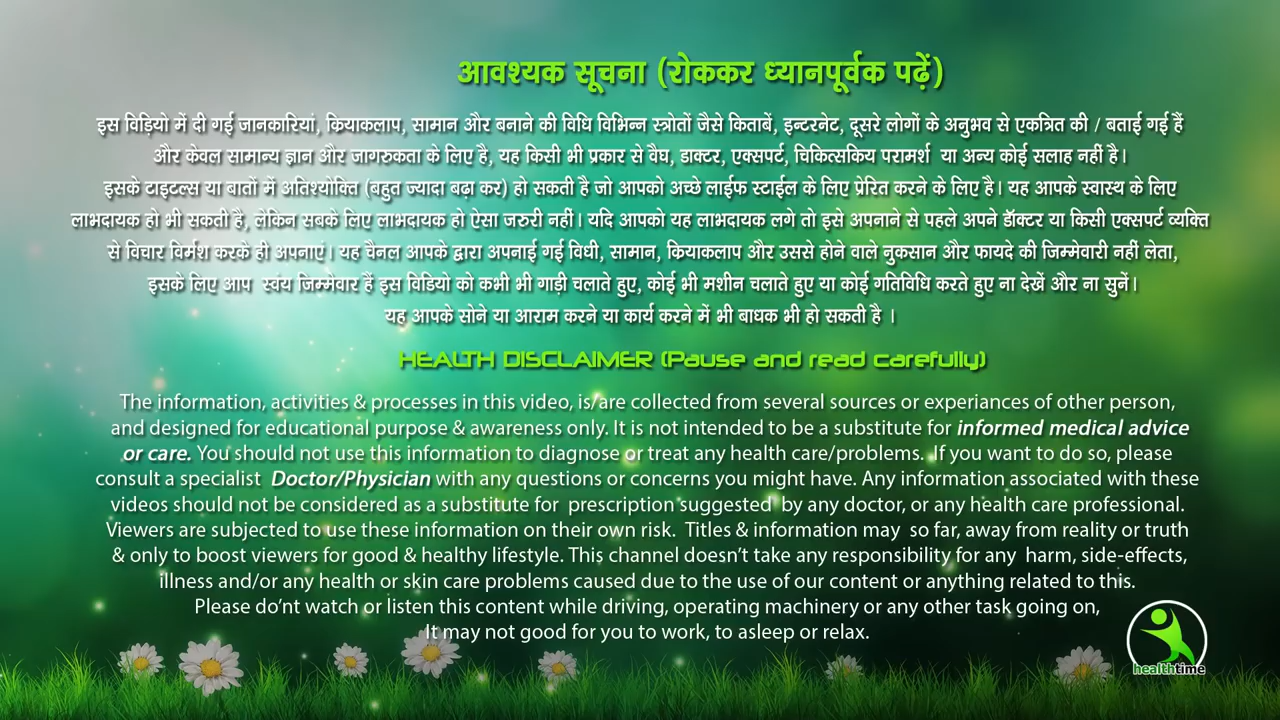 आवश्यक सूचना (रोककर ध्यानपूर्वक पढ़ें)
इस विड़ियो में दी गई जानकारियां, क्रियाकलाप, सामान और बनाने की विधि विभिन्न स्त्रोतों जैसे किताबें, इन्टरनेट, दूसरे लोगों के अनुभव से एकत्रित की / बताई गई हैं
और केवल सामान्य ज्ञान और जागरुकता के लिए है, यह किसी भी प्रकार से वैघ, डाक्टर, एक्सपर्ट, चिकित्सकिय परामर्श या अन्य कोई सलाह नहीं है।
इसके टाइटल्स या बातों में अतिश्योक्ति (बहुत ज्यादा बढ़ा कर) हो सकती है जो आपको अच्छे लाईफ स्टाईल के लिए प्रेरित करने के लिए है। यह आपके स्वास्थ के लिए
लाभदायक हो भी सकती है, लेकिन सबके लिए लाभदायक हो ऐसा जरुरी नहीं। यदि आपको यह लाभदायक लगे तो इसे अपनाने से पहले अपने डॉक्टर या किसी एक्सपर्ट व्यक्ति
से विचार विर्मश करके ही अपनाएं। यह चैनल आपके द्वारा अपनाई गई विधी, सामान, क्रियाकलाप और उससे होने वाले नुकसान और फायदे की जिम्मेवारी नहीं लेता,
इसके लिए आप स्वंय जिम्मेवार हैं इस विडियो को कभी भी गाड़ी चलाते हुए, कोई भी मशीन चलाते हुए या कोई गतिविधि करते हुए ना देखें और ना सुनें।
यह आपके सोने या आराम करने या कार्य करने में भी बाधक भी हो सकती है ।
HEALTH DISCLAIMER (Pause and read carefully)
The information, activities & processes in this video, is/are collected from several sources or experiances of other person,
and designed for educational purpose & awareness only. It is not intended to be a substitute for informed medical advice
or care. You should not use this information to diagnose or treat any health care/problems. If you want to do so, please
consult a specialist Doctor/Physician with any questions or concerns you might have. Any information associated with these
videos should not be considered as a substitute for prescription suggested by any doctor, or any health care professional.
Viewers are subjected to use these information on their own risk. Titles & information may so far, away from reality or truth
& only to boost viewers for good & healthy lifestyle. This channel doesn't take any responsibility for any harm, side-effects,
illness and/or any health or skin care problems caused due to the use of our content or anything related to this.
Please do'nt watch or listen this content while driving, operating machinery or any other task going on,
It may not good for you to work, to asleep or relax.
healthtime